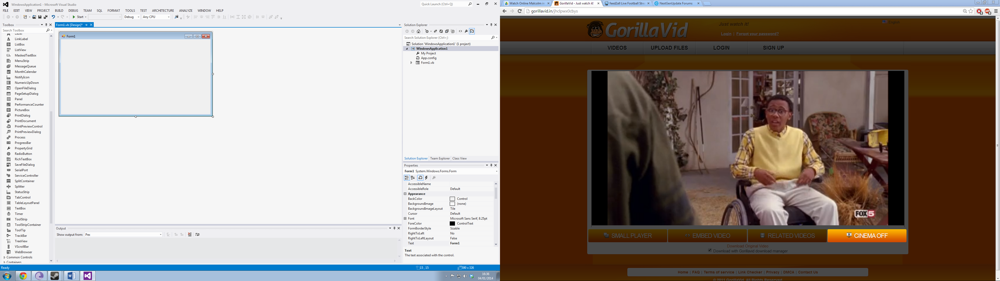 WindowsApplication1 - Microsoft Visual Studio
Quick Launch (Ctrl+Q)
FILE EDIT VIEW PROJECT BUILD DEBUG TEAM SQL FORMAT TOOLS TEST ARCHITECTURE ANALYZE WINDOW HELP
Start Debug Any CPU
Toolbox
Search Toolbox
Label
LinkLabel
ListBox
ListView
MaskedTextBox
MenuStrip
MessageQueue
MonthCalendar
NotifyIcon
NumericUpDown
OpenFileDialog
PageSetupDialog
Panel
PerformanceCounter
PictureBox
PrintDialog
PrintDocument
PrintPreviewControl
PrintPreviewDialog
Process
ProgressBar
PropertyGrid
RadioButton
RichTextBox
SaveFileDialog
SerialPort
ServiceController
SplitContainer
Splitter
StatusStrip
TabControl
TableLayoutPanel
TextBox
Timer
ToolStrip
ToolStripContainer
ToolTip
TrackBar
TreeView
VScrollBar
WebBrowser
Common Controls
Containers
Form1.vb [Design]*
Form1
Output
Show output from: Pex
Solution Explorer
Search Solution Explorer (Ctrl+;)
Solution 'WindowsApplication1' (1 project)
WindowsApplication1
My Project
App.config
Form1.vb
Solution Explorer Team Explorer Class View
Properties
Form1 System.Windows.Forms.Form
AccessibleName
AccessibleRole Default
Appearance
BackColor Control
BackgroundImage (none)
BackgroundImageLayout Tile
Cursor Default
Font Microsoft Sans Serif, 8.25pt
ForeColor ControlText
FormBorderStyle Sizable
RightToLeft No
RightToLeftLayout False
Text Form1
Text
The text associated with the control.
Ready 15 , 15 590 x 326
16:36
04/01/2014
Watch Online Malcolm in GorillaVid - Just watch it! feed2all Live Football Stre NextGenUpdate Forums
gorillavid.in/jhclpwx0cbys
GorillaVid
Just watch it!
English
Login | Forgot your password?
VIDEOS UPLOAD FILES LOGIN SIGN UP
FOX 5
SMALL PLAYER EMBED VIDEO RELATED VIDEOS CINEMA OFF
Download Original Video
Download with Gorillavid download manager
Home | FAQ | Terms of service | Link Checker | Privacy | DMCA | Contact Us
© 2011 GorillaVid. All Rights Reserved